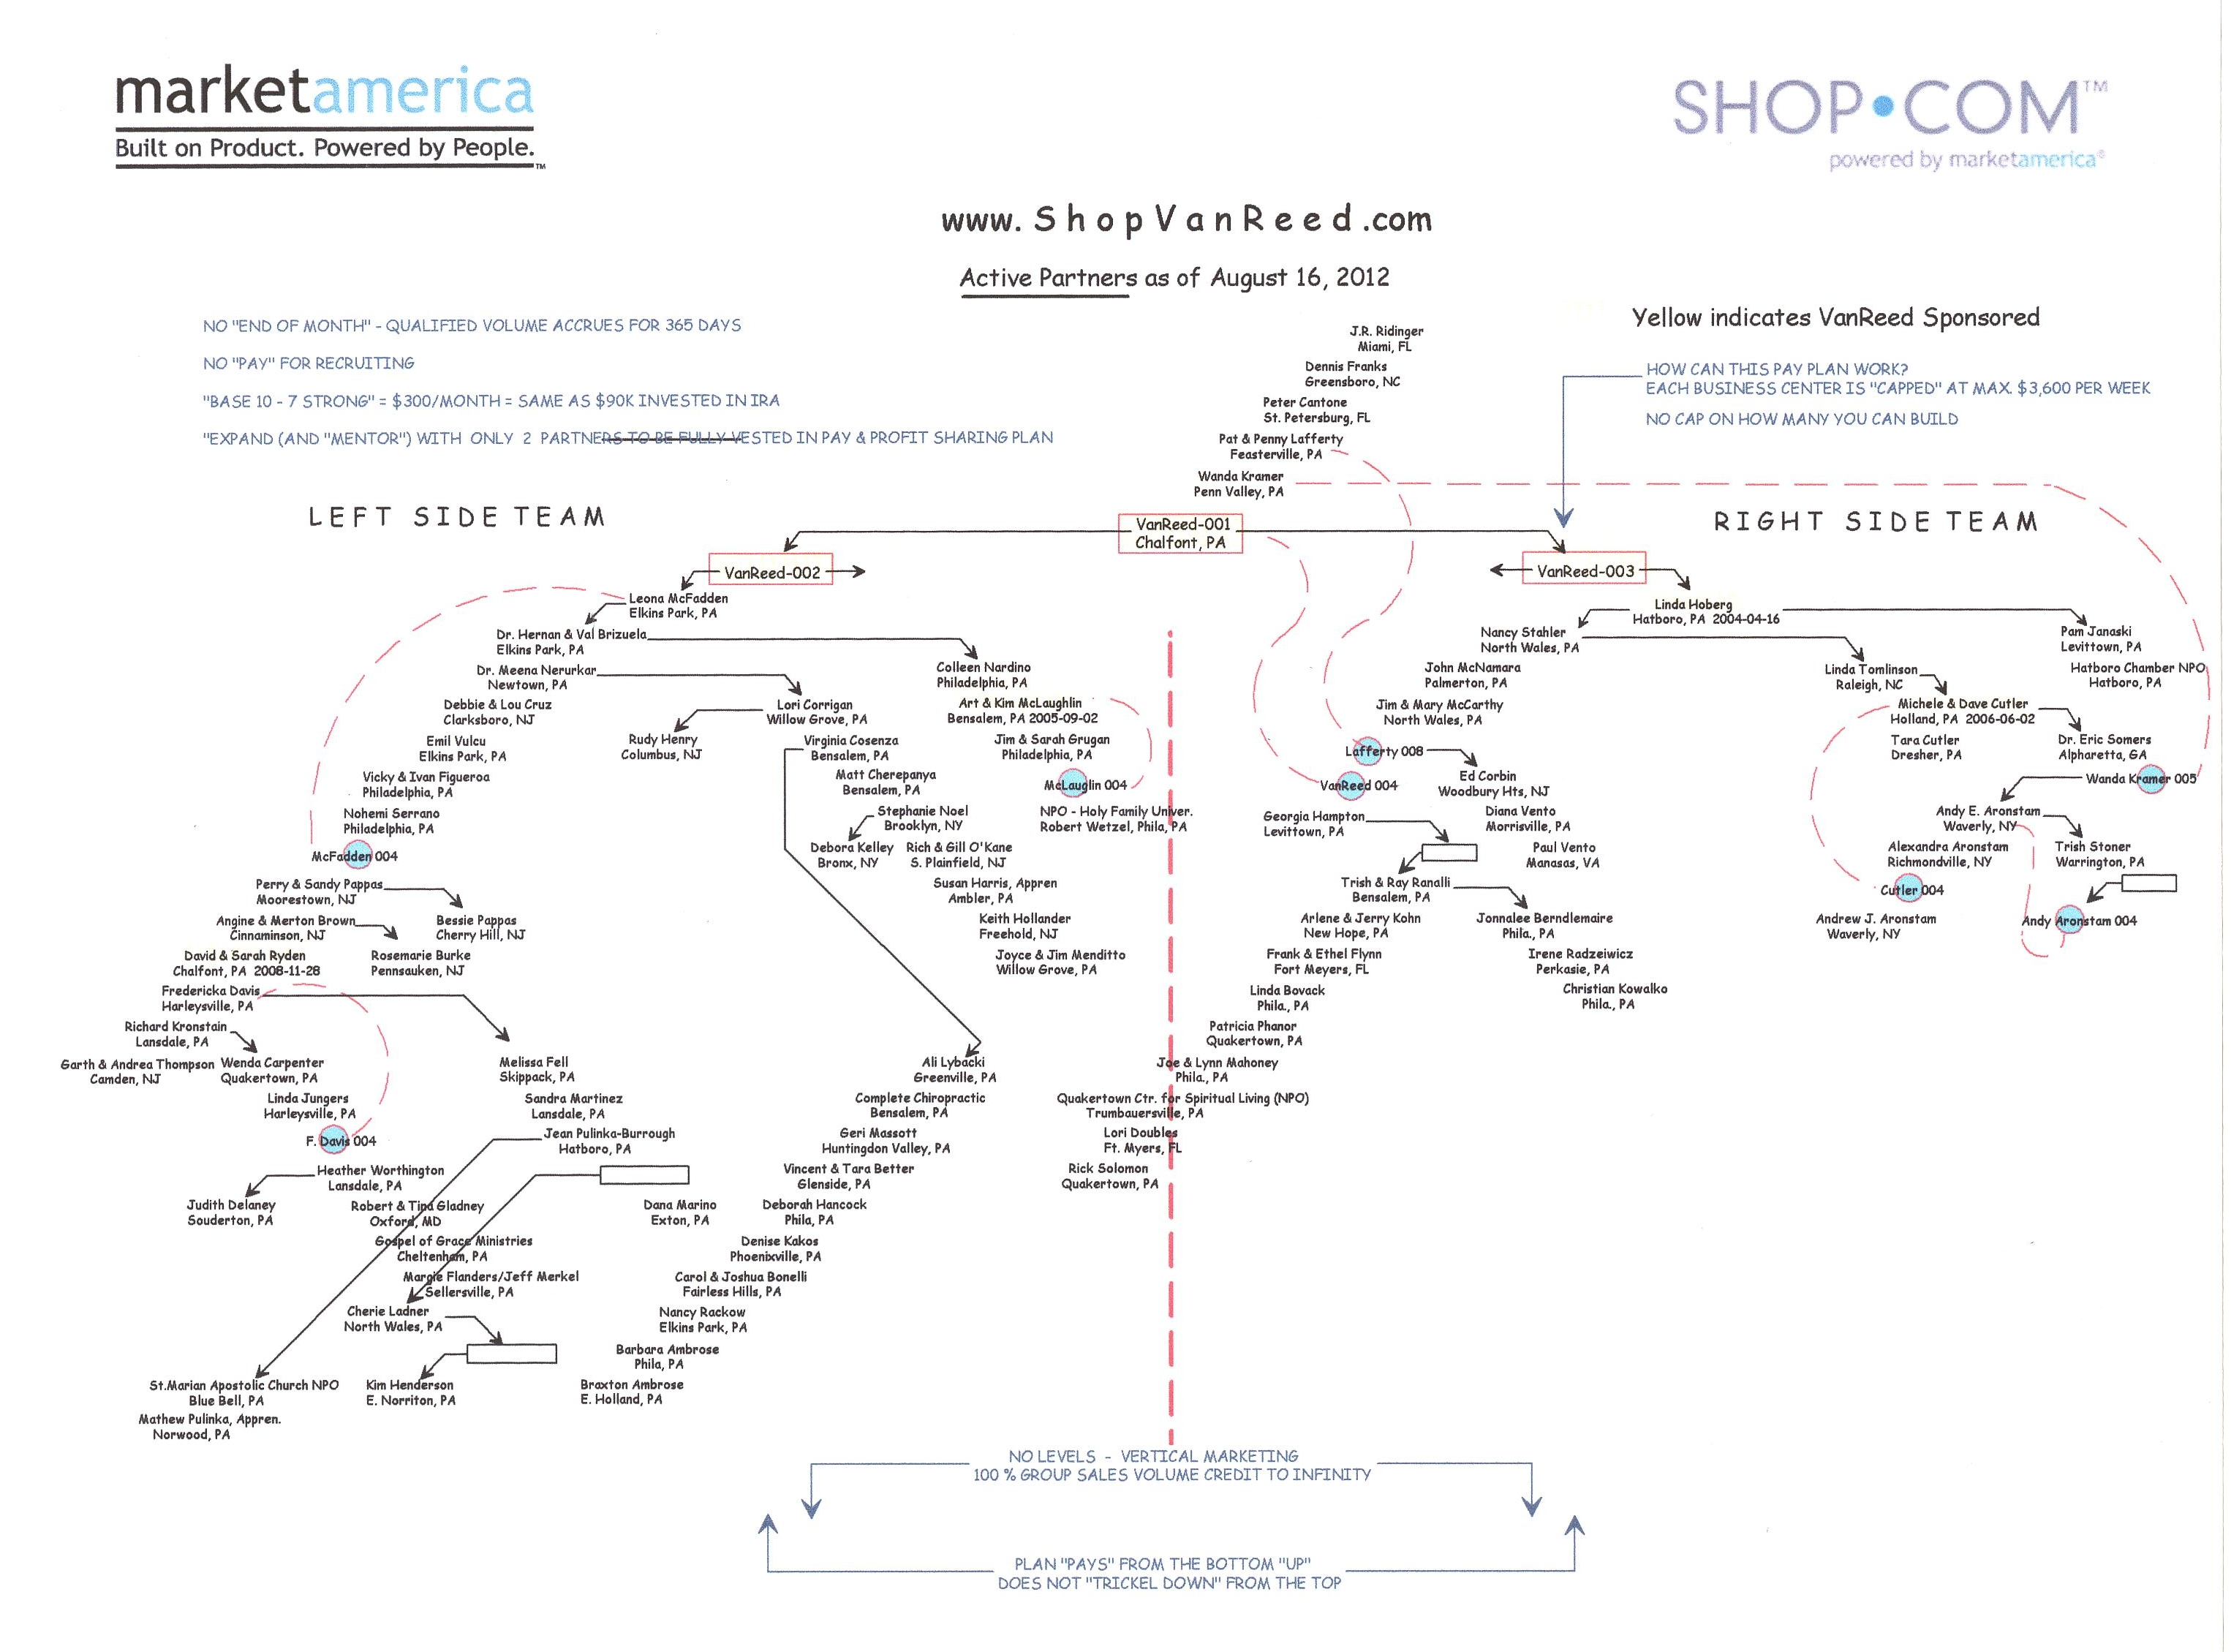 marketamerica
Built on Product. Powered by People.™
SHOP•COM™
powered by marketamerica®
www. ShopVanReed.com
Active Partners as of August 16, 2012
NO "END OF MONTH" - QUALIFIED VOLUME ACCRUES FOR 365 DAYS
NO "PAY" FOR RECRUITING
"BASE 10 - 7 STRONG" = $300/MONTH = SAME AS $90K INVESTED IN IRA
"EXPAND (AND "MENTOR") WITH ONLY 2 PARTNERS TO BE FULLY VESTED IN PAY & PROFIT SHARING PLAN
Yellow indicates VanReed Sponsored
HOW CAN THIS PAY PLAN WORK?
EACH BUSINESS CENTER IS "CAPPED" AT MAX. $3,600 PER WEEK
NO CAP ON HOW MANY YOU CAN BUILD
J.R. Ridinger
Miami, FL
Dennis Franks
Greensboro, NC
Peter Cantone
St. Petersburg, FL
Pat & Penny Lafferty
Feasterville, PA
Wanda Kramer
Penn Valley, PA
LEFT SIDE TEAM
RIGHT SIDE TEAM
VanReed-001
Chalfont, PA
VanReed-002
VanReed-003
Leona McFadden
Elkins Park, PA
Dr. Hernan & Val Brizuela
Elkins Park, PA
Dr. Meena Nerurkar
Newtown, PA
Debbie & Lou Cruz
Clarksboro, NJ
Emil Vulcu
Elkins Park, PA
Vicky & Ivan Figueroa
Philadelphia, PA
Nohemi Serrano
Philadelphia, PA
McFadden 004
Perry & Sandy Pappas
Moorestown, NJ
Angine & Merton Brown
Cinnaminson, NJ
Bessie Pappas
Cherry Hill, NJ
David & Sarah Ryden
Chalfont, PA 2008-11-28
Rosemarie Burke
Pennsauken, NJ
Fredericka Davis
Harleysville, PA
Richard Kronstain
Lansdale, PA
Garth & Andrea Thompson
Camden, NJ
Wenda Carpenter
Quakertown, PA
Linda Jungers
Harleysville, PA
F. Davis 004
Heather Worthington
Lansdale, PA
Judith Delaney
Souderton, PA
Robert & Tina Gladney
Oxford, MD
Gospel of Grace Ministries
Cheltenham, PA
Margie Flanders/Jeff Merkel
Sellersville, PA
Cherie Ladner
North Wales, PA
St.Marian Apostolic Church NPO
Blue Bell, PA
Mathew Pulinka, Appren.
Norwood, PA
Kim Henderson
E. Norriton, PA
Melissa Fell
Skippack, PA
Sandra Martinez
Lansdale, PA
Jean Pulinka-Burrough
Hatboro, PA
Dana Marino
Exton, PA
Colleen Nardino
Philadelphia, PA
Art & Kim McLaughlin
Bensalem, PA 2005-09-02
Jim & Sarah Grugan
Philadelphia, PA
McLauglin 004
NPO - Holy Family Univer.
Robert Wetzel, Phila, PA
Lori Corrigan
Willow Grove, PA
Rudy Henry
Columbus, NJ
Virginia Cosenza
Bensalem, PA
Matt Cherepanya
Bensalem, PA
Stephanie Noel
Brooklyn, NY
Debora Kelley
Bronx, NY
Rich & Gill O'Kane
S. Plainfield, NJ
Susan Harris, Appren
Ambler, PA
Keith Hollander
Freehold, NJ
Joyce & Jim Menditto
Willow Grove, PA
Ali Lybacki
Greenville, PA
Complete Chiropractic
Bensalem, PA
Geri Massott
Huntingdon Valley, PA
Vincent & Tara Better
Glenside, PA
Deborah Hancock
Phila, PA
Denise Kakos
Phoenixville, PA
Carol & Joshua Bonelli
Fairless Hills, PA
Nancy Rackow
Elkins Park, PA
Barbara Ambrose
Phila, PA
Braxton Ambrose
E. Holland, PA
Linda Hoberg
Hatboro, PA 2004-04-16
Nancy Stahler
North Wales, PA
John McNamara
Palmerton, PA
Jim & Mary McCarthy
North Wales, PA
Lafferty 008
VanReed 004
Ed Corbin
Woodbury Hts, NJ
Diana Vento
Morrisville, PA
Paul Vento
Manasas, VA
Georgia Hampton
Levittown, PA
Trish & Ray Ranalli
Bensalem, PA
Arlene & Jerry Kohn
New Hope, PA
Frank & Ethel Flynn
Fort Meyers, FL
Linda Bovack
Phila., PA
Patricia Phanor
Quakertown, PA
Joe & Lynn Mahoney
Phila., PA
Quakertown Ctr. for Spiritual Living (NPO)
Trumbauersville, PA
Lori Doubles
Ft. Myers, FL
Rick Solomon
Quakertown, PA
Jonnalee Berndlemaire
Phila., PA
Irene Radzeiwicz
Perkasie, PA
Christian Kowalko
Phila., PA
Pam Janaski
Levittown, PA
Hatboro Chamber NPO
Hatboro, PA
Linda Tomlinson
Raleigh, NC
Michele & Dave Cutler
Holland, PA 2006-06-02
Tara Cutler
Dresher, PA
Dr. Eric Somers
Alpharetta, GA
Wanda Kramer 005
Andy E. Aronstam
Waverly, NY
Alexandra Aronstam
Richmondville, NY
Trish Stoner
Warrington, PA
Cutler 004
Andrew J. Aronstam
Waverly, NY
Andy Aronstam 004
NO LEVELS - VERTICAL MARKETING
100 % GROUP SALES VOLUME CREDIT TO INFINITY
PLAN "PAYS" FROM THE BOTTOM "UP"
DOES NOT "TRICKEL DOWN" FROM THE TOP